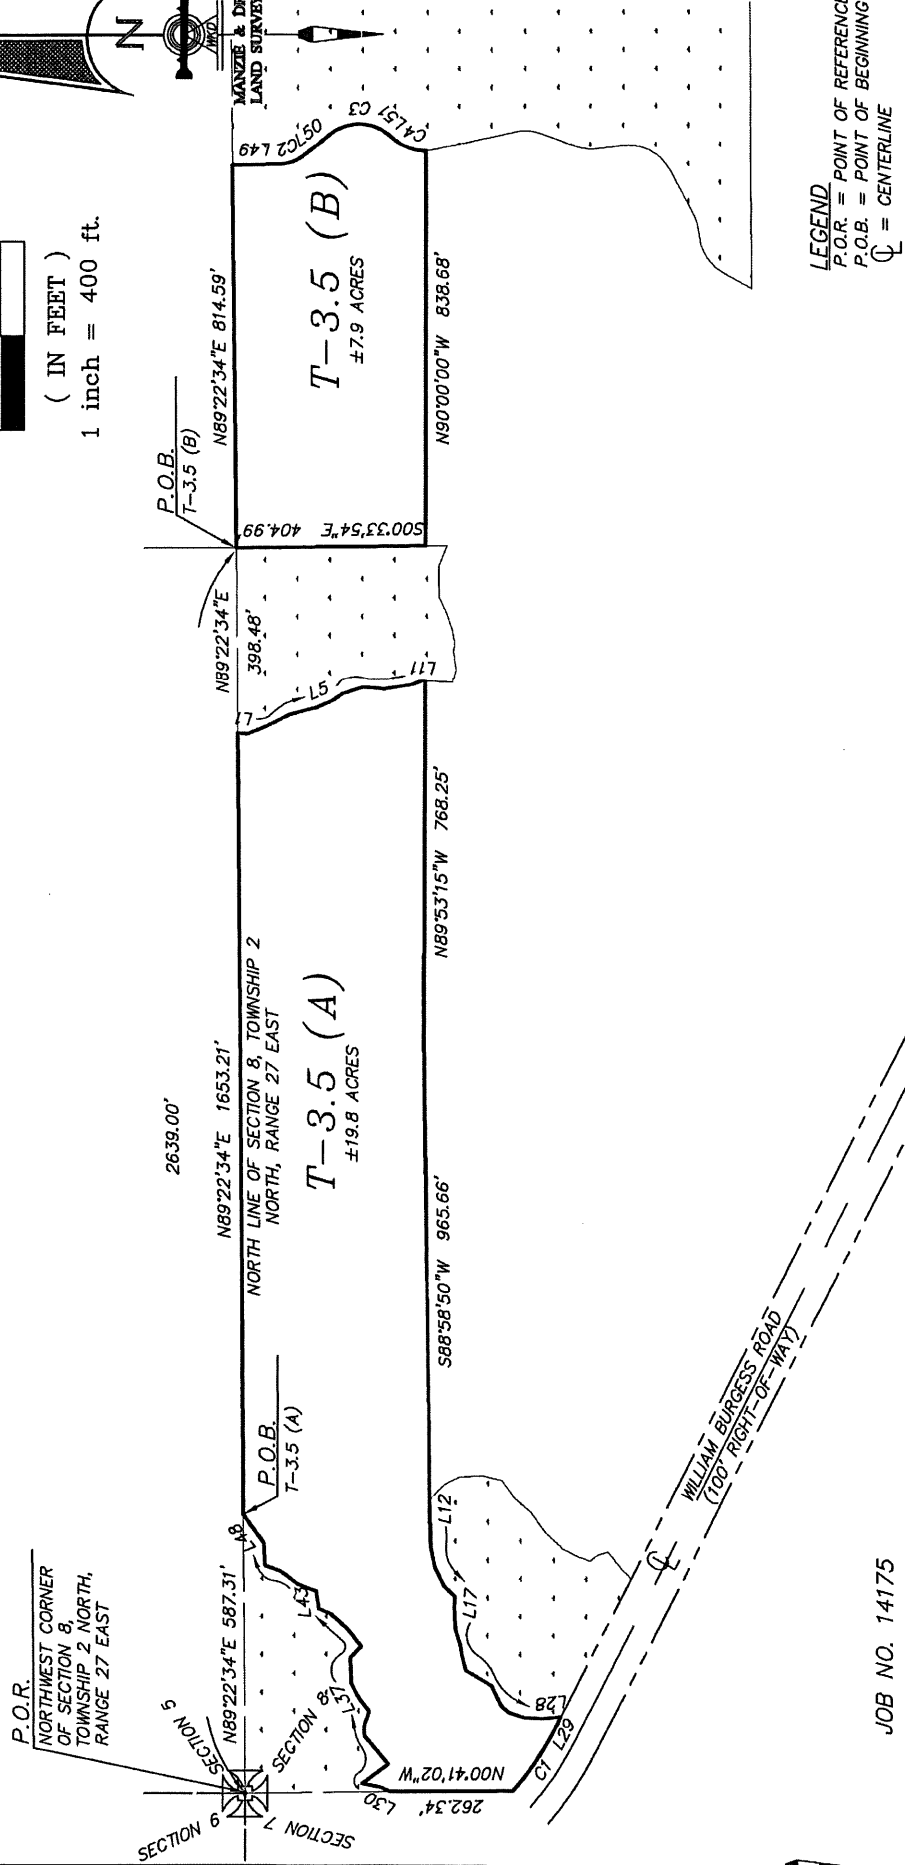 P.O.R.
NORTHWEST CORNER
OF SECTION 8,
TOWNSHIP 2 NORTH,
RANGE 27 EAST
SECTION 5
SECTION 6
SECTION 7
SECTION 8
N89°22'34"E 587.31'
P.O.B.
T-3.5 (A)
2639.00'
N89°22'34"E 1653.21'
NORTH LINE OF SECTION 8, TOWNSHIP 2
NORTH, RANGE 27 EAST
T-3.5 (A)
±19.8 ACRES
L48
L43
L37
L30
N00°41'02"W
262.34'
C1 L29
L28
L17
L12
S88°58'50"W 965.66'
N89°53'15"W 768.25'
L1
L5
L11
N89°22'34"E
398.48'
P.O.B.
T-3.5 (B)
S00°33'54"E 404.99
N89°22'34"E 814.59'
T-3.5 (B)
±7.9 ACRES
N90°00'00"W 838.68'
L49 C2 L50 C3 L51 C4
( IN FEET )
1 inch = 400 ft.
N
MKD
MANZIE &
LAND
WILLIAM BURGESS ROAD
(100' RIGHT-OF-WAY)
℄
LEGEND
P.O.R. = POINT OF
P.O.B. = POINT OF BEGINNING
℄ = CENTERLINE
JOB NO. 14175